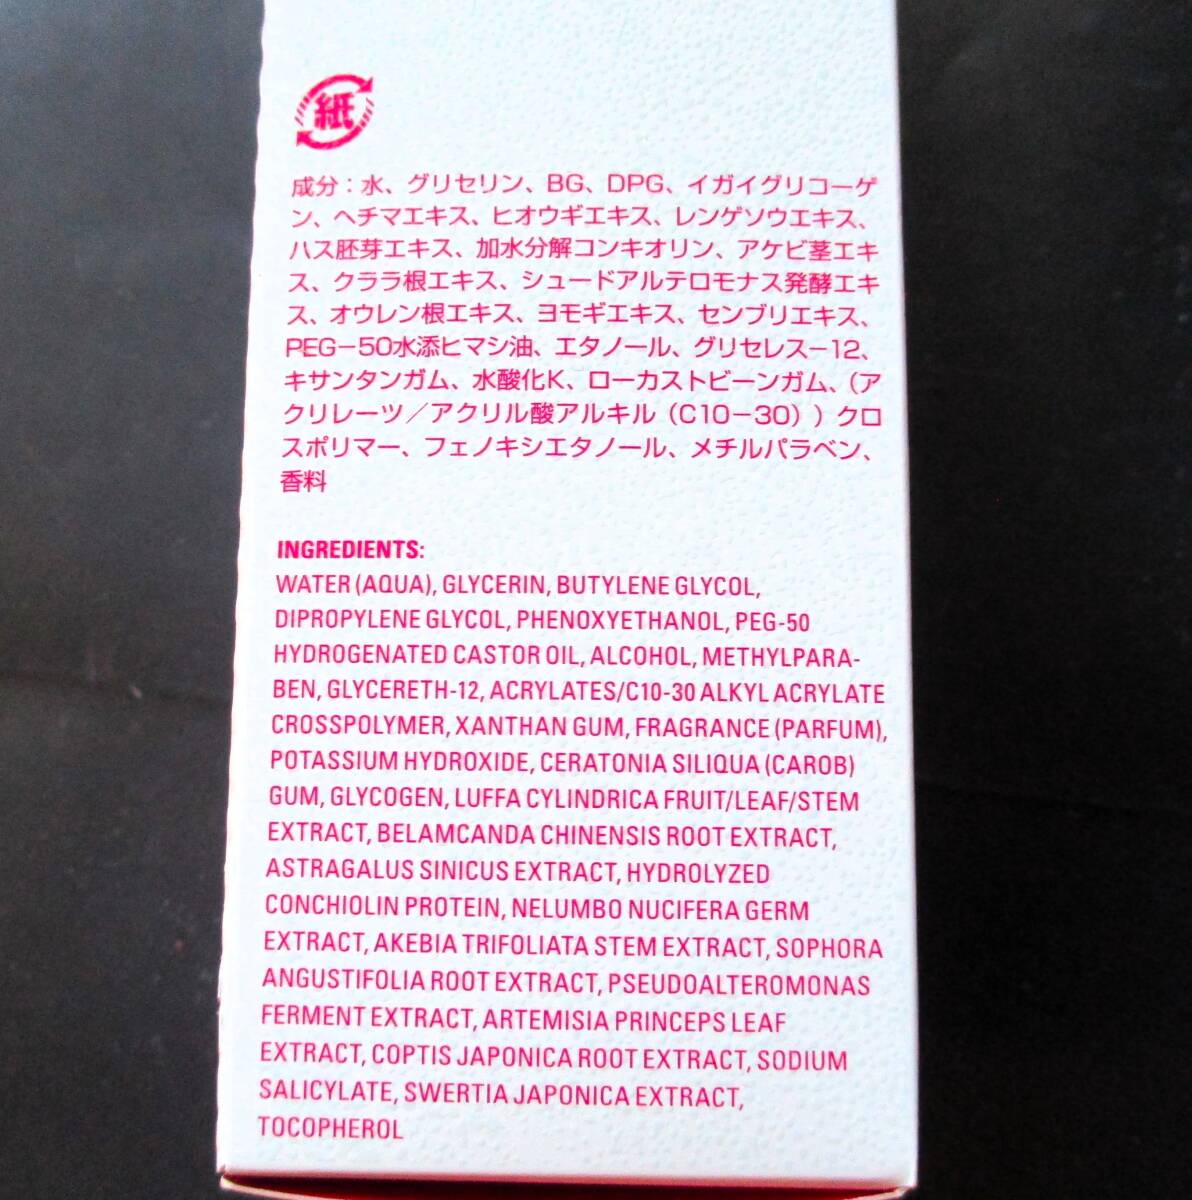 紙
成分：水、グリセリン、BG、DPG、イガイグリコーゲ
ン、ヘチマエキス、ヒオウギエキス、レンゲソウエキス、
ハス胚芽エキス、加水分解コンキオリン、アケビ茎エキ
ス、クララ根エキス、シュードアルテロモナス発酵エキ
ス、オウレン根エキス、ヨモギエキス、センブリエキス、
PEG－50水添ヒマシ油、エタノール、グリセレス－12、
キサンタンガム、水酸化K、ローカストビーンガム、（ア
クリレーツ／アクリル酸アルキル（C10－30））クロ
スポリマー、フェノキシエタノール、メチルパラベン、
香料
INGREDIENTS:
WATER (AQUA), GLYCERIN, BUTYLENE GLYCOL,
DIPROPYLENE GLYCOL, PHENOXYETHANOL, PEG-50
HYDROGENATED CASTOR OIL, ALCOHOL, METHYLPARA-
BEN, GLYCERETH-12, ACRYLATES/C10-30 ALKYL ACRYLATE
CROSSPOLYMER, XANTHAN GUM, FRAGRANCE (PARFUM),
POTASSIUM HYDROXIDE, CERATONIA SILIQUA (CAROB)
GUM, GLYCOGEN, LUFFA CYLINDRICA FRUIT/LEAF/STEM
EXTRACT, BELAMCANDA CHINENSIS ROOT EXTRACT,
ASTRAGALUS SINICUS EXTRACT, HYDROLYZED
CONCHIOLIN PROTEIN, NELUMBO NUCIFERA GERM
EXTRACT, AKEBIA TRIFOLIATA STEM EXTRACT, SOPHORA
ANGUSTIFOLIA ROOT EXTRACT, PSEUDOALTEROMONAS
FERMENT EXTRACT, ARTEMISIA PRINCEPS LEAF
EXTRACT, COPTIS JAPONICA ROOT EXTRACT, SODIUM
SALICYLATE, SWERTIA JAPONICA EXTRACT,
TOCOPHEROL